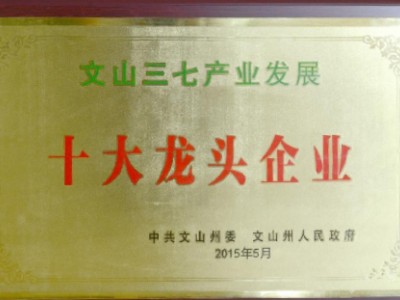 文山三七产业发展
十大龙头企业
中共文山州委 文山州人民政府
2015年5月